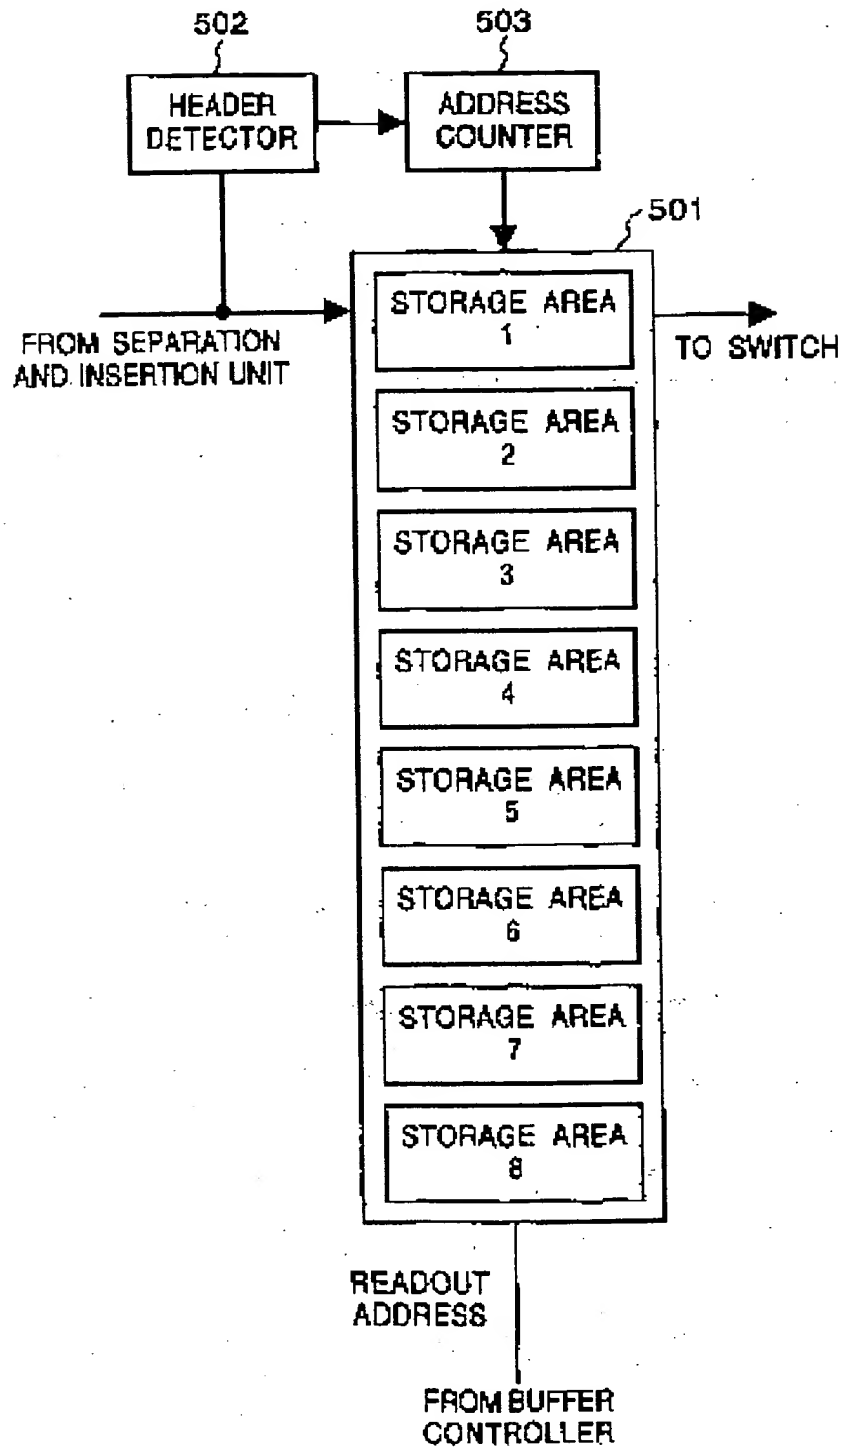 502
503
HEADER
DETECTOR
ADDRESS
COUNTER
501
FROM SEPARATION
AND INSERTION UNIT
TO SWITCH
STORAGE AREA
1
STORAGE AREA
2
STORAGE AREA
3
STORAGE AREA
4
STORAGE AREA
5
STORAGE AREA
6
STORAGE AREA
7
STORAGE AREA
8
READOUT
ADDRESS
FROM BUFFER
CONTROLLER